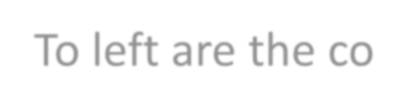 To left are the co